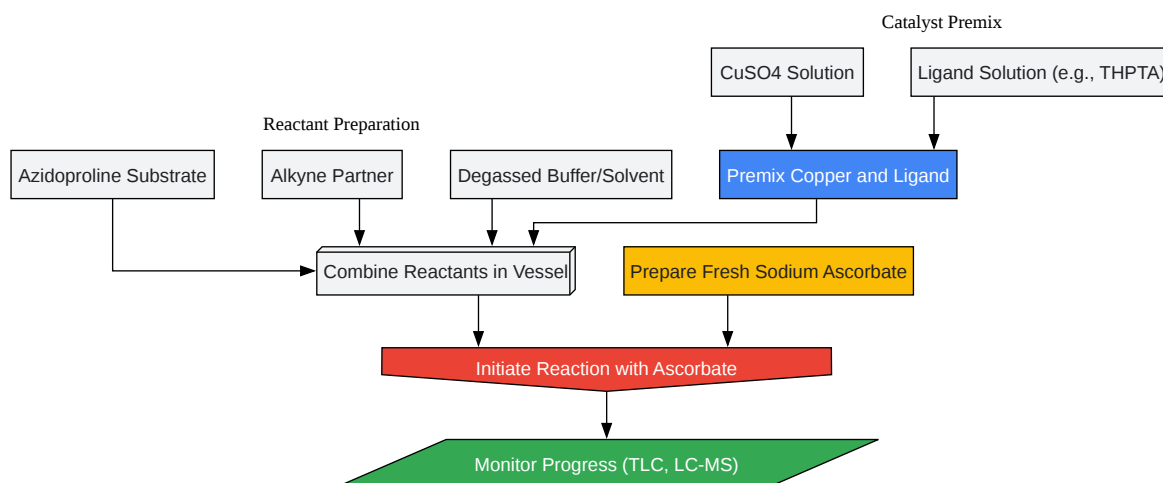 Catalyst Premix
CuSO4 Solution
Ligand Solution (e.g., THPTA)
Reactant Preparation
Azidoproline Substrate
Alkyne Partner
Degassed Buffer/Solvent
Premix Copper and Ligand
Combine Reactants in Vessel
Prepare Fresh Sodium Ascorbate
Initiate Reaction with Ascorbate
Monitor Progress (TLC, LC-MS)